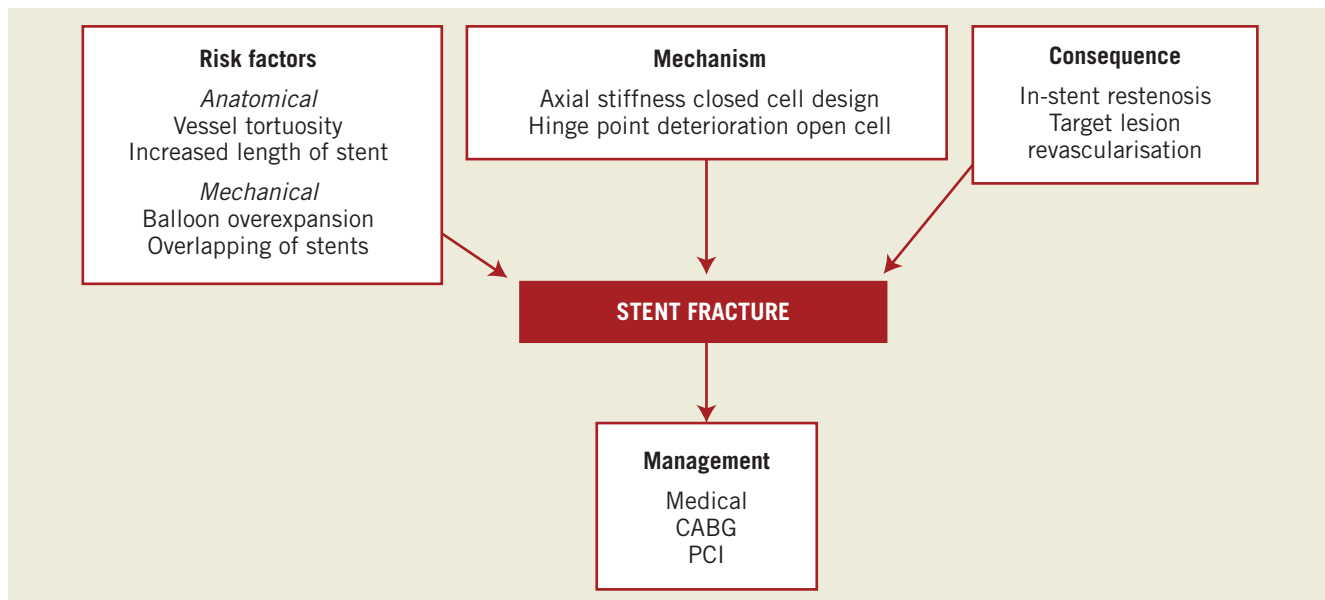 Risk factors
Anatomical
Vessel tortuosity
Increased length of stent
Mechanical
Balloon overexpansion
Overlapping of stents
Mechanism
Axial stiffness closed cell design
Hinge point deterioration open cell
Consequence
In-stent restenosis
Target lesion
revascularisation
STENT FRACTURE
Management
Medical
CABG
PCI